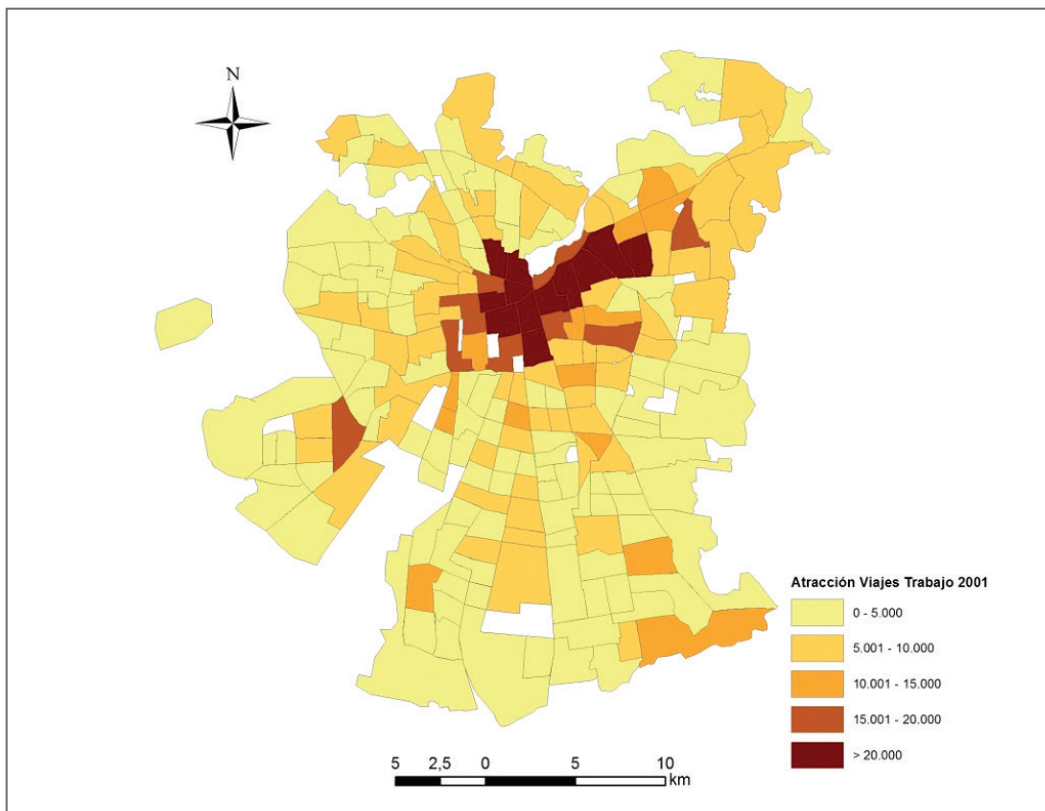 N
Atracción Viajes Trabajo 2001
0 - 5.000
5.001 - 10.000
10.001 - 15.000
15.001 - 20.000
> 20.000
5 2,5 0 5 10
km